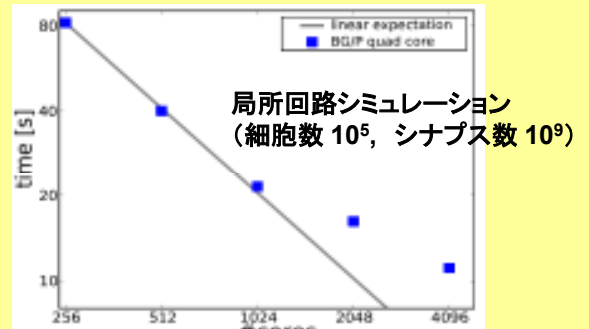 80
linear expectation
BG/P quad core
局所回路シミュレーション
（細胞数 10⁵, シナプス数 10⁹）
40
time [s]
20
10
256 512 1024 2048 4096